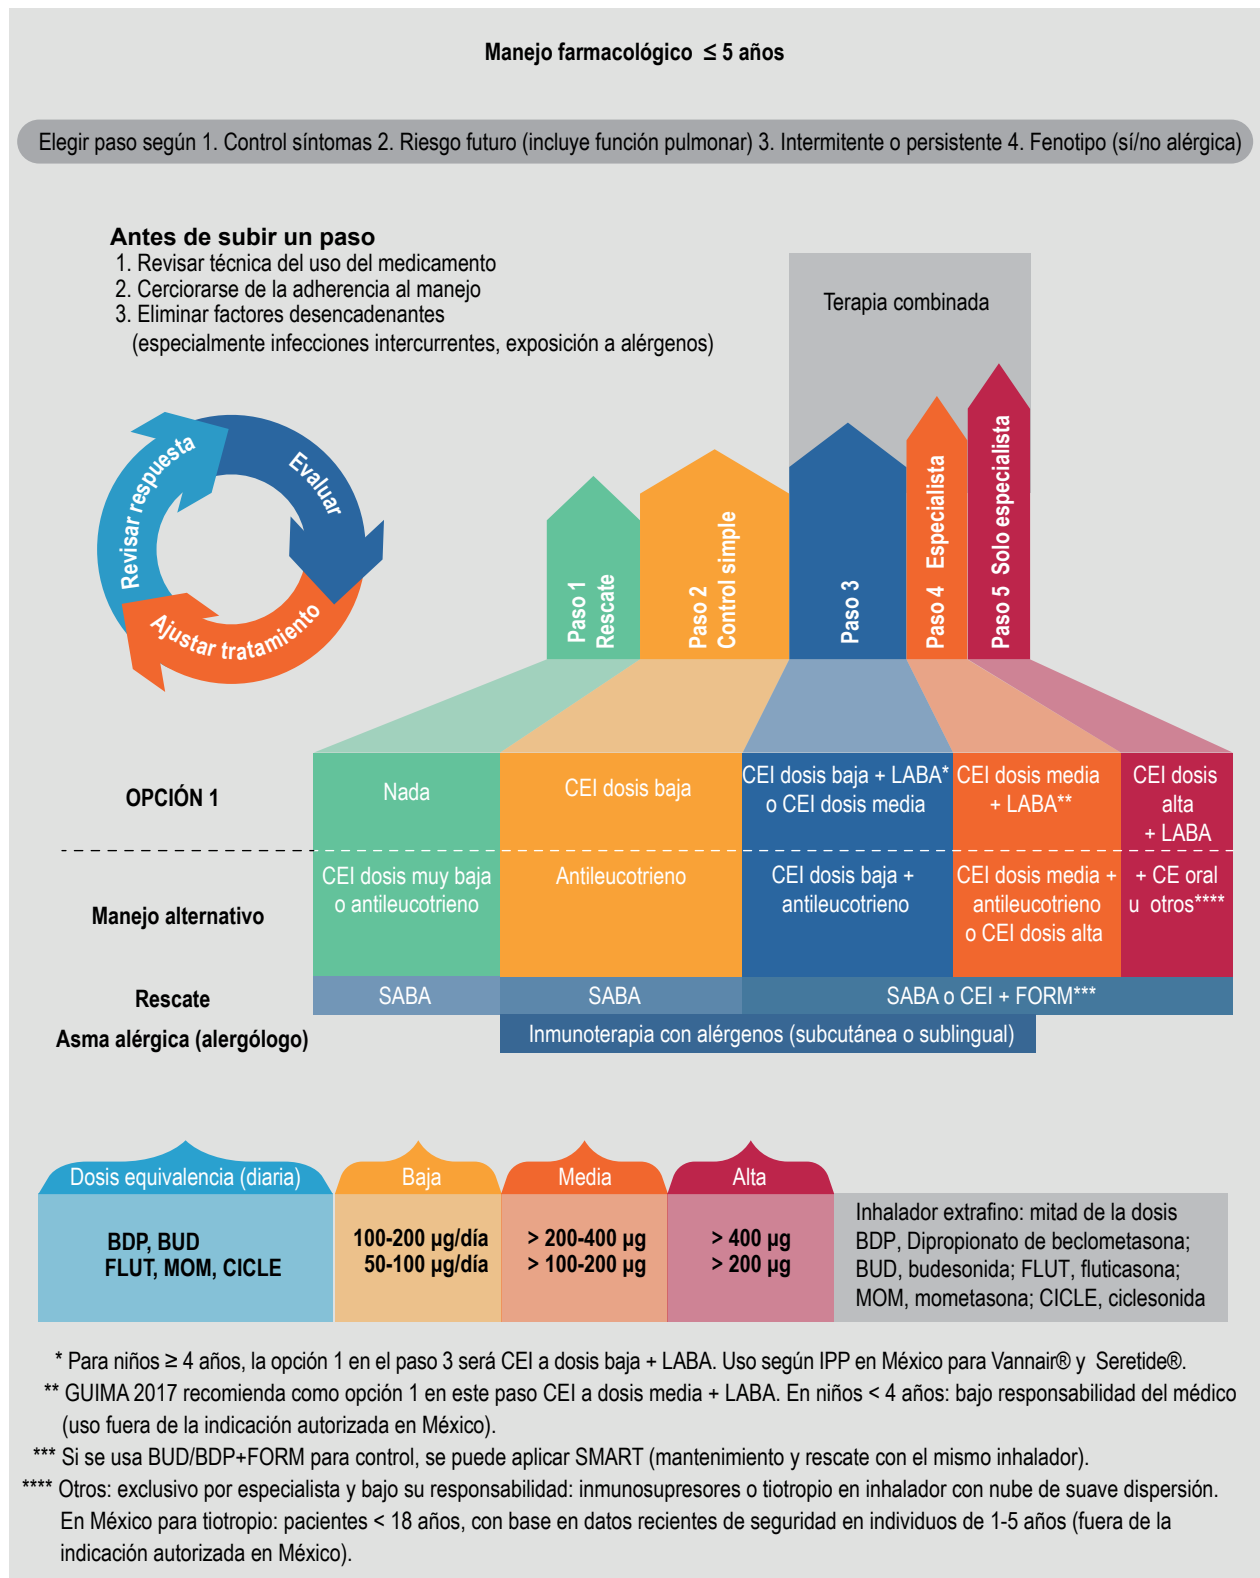 Manejo farmacológico ≤ 5 años
Elegir paso según 1. Control síntomas 2. Riesgo futuro (incluye función pulmonar) 3. Intermitente o persistente 4. Fenotipo (sí/no alérgica)
Antes de subir un paso
1. Revisar técnica del uso del medicamento
2. Cerciorarse de la adherencia al manejo
3. Eliminar factores desencadenantes
(especialmente infecciones intercurrentes, exposición a alérgenos)
Terapia combinada
Revisar respuesta
Evaluar
Ajustar tratamiento
Paso 1
Rescate
Paso 2
Control simple
Paso 3
Paso 4 Especialista
Paso 5 Solo especialista
OPCIÓN 1
Nada
CEI dosis baja
CEI dosis baja + LABA*
o CEI dosis media
CEI dosis media
+ LABA**
CEI dosis
alta
+ LABA
Manejo alternativo
CEI dosis muy baja
o antileucotrieno
Antileucotrieno
CEI dosis baja +
antileucotrieno
CEI dosis media +
antileucotrieno
o CEI dosis alta
+ CE oral
u otros****
Rescate
SABA
SABA
SABA o CEI + FORM***
Asma alérgica (alergólogo)
Inmunoterapia con alérgenos (subcutánea o sublingual)
Dosis equivalencia (diaria)
Baja
Media
Alta
BDP, BUD
100-200 µg/día
> 200-400 µg
> 400 µg
FLUT, MOM, CICLE
50-100 µg/día
> 100-200 µg
> 200 µg
Inhalador extrafino: mitad de la dosis
BDP, Dipropionato de beclometasona;
BUD, budesonida; FLUT, fluticasona;
MOM, mometasona; CICLE, ciclesonida
* Para niños ≥ 4 años, la opción 1 en el paso 3 será CEI a dosis baja + LABA. Uso según IPP en México para Vannair® y Seretide®.
** GUIMA 2017 recomienda como opción 1 en este paso CEI a dosis media + LABA. En niños < 4 años: bajo responsabilidad del médico
(uso fuera de la indicación autorizada en México).
*** Si se usa BUD/BDP+FORM para control, se puede aplicar SMART (mantenimiento y rescate con el mismo inhalador).
**** Otros: exclusivo por especialista y bajo su responsabilidad: inmunosupresores o tiotropio en inhalador con nube de suave dispersión.
En México para tiotropio: pacientes < 18 años, con base en datos recientes de seguridad en individuos de 1-5 años (fuera de la
indicación autorizada en México).